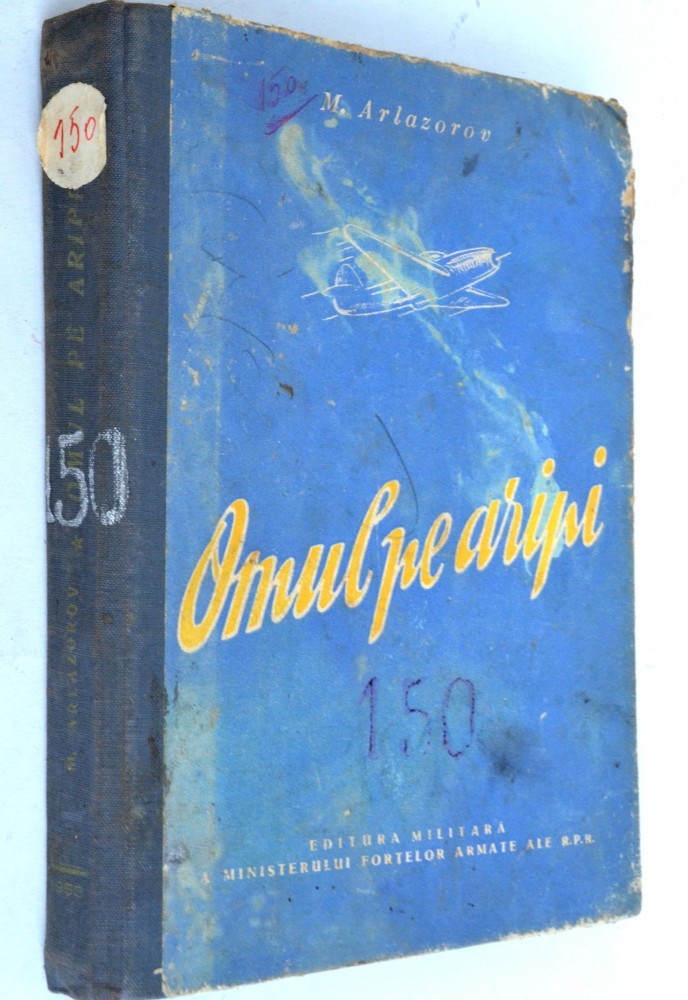 150
M. Arlazorov
Omul pe aripi
150
EDITURA MILITARĂ
A MINISTERULUI FORȚELOR ARMATE ALE R.P.R.
150
M. ARLAZOROV * OMUL PE ARIPI
150